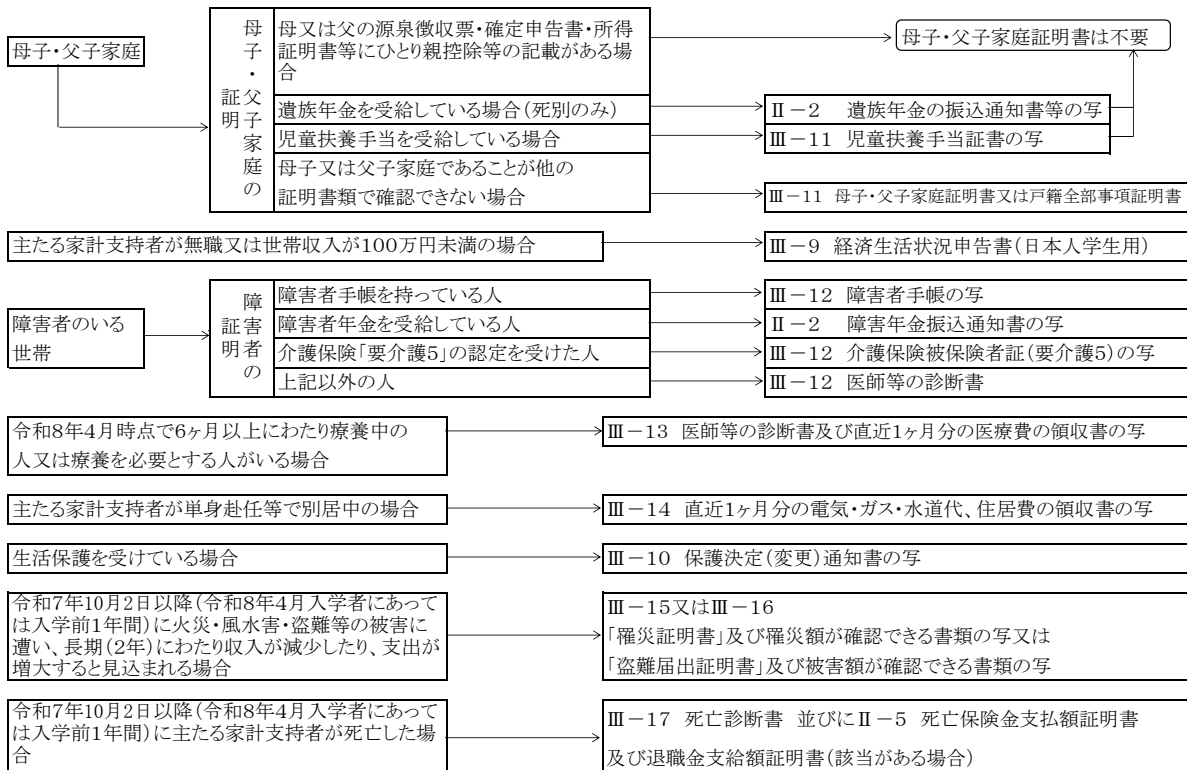 母子・父子家庭
母子・父子家庭の
証明
母又は父の源泉徴収票・確定申告書・所得
証明書等にひとり親控除等の記載がある場
合
母子・父子家庭証明書は不要
遺族年金を受給している場合(死別のみ)
Ⅱ-2 遺族年金の振込通知書等の写
児童扶養手当を受給している場合
Ⅲ-11 児童扶養手当証書の写
母子又は父子家庭であることが他の
証明書類で確認できない場合
Ⅲ-11 母子・父子家庭証明書又は戸籍全部事項証明書
主たる家計支持者が無職又は世帯収入が100万円未満の場合
Ⅲ-9 経済生活状況申告書(日本人学生用)
障害者のいる
世帯
障害者の
証明
障害者手帳を持っている人
Ⅲ-12 障害者手帳の写
障害者年金を受給している人
Ⅱ-2 障害年金振込通知書の写
介護保険「要介護5」の認定を受けた人
Ⅲ-12 介護保険被保険者証(要介護5)の写
上記以外の人
Ⅲ-12 医師等の診断書
令和8年4月時点で6ヶ月以上にわたり療養中の
人又は療養を必要とする人がいる場合
Ⅲ-13 医師等の診断書及び直近1ヶ月分の医療費の領収書の写
主たる家計支持者が単身赴任等で別居中の場合
Ⅲ-14 直近1ヶ月分の電気・ガス・水道代、住居費の領収書の写
生活保護を受けている場合
Ⅲ-10 保護決定(変更)通知書の写
令和7年10月2日以降(令和8年4月入学者にあって
は入学前1年間)に火災・風水害・盗難等の被害に
遭い、長期(2年)にわたり収入が減少したり、支出が
増大すると見込まれる場合
Ⅲ-15又はⅢ-16
「罹災証明書」及び罹災額が確認できる書類の写又は
「盗難届出証明書」及び被害額が確認できる書類の写
令和7年10月2日以降(令和8年4月入学者にあって
は入学前1年間)に主たる家計支持者が死亡した場
合
Ⅲ-17 死亡診断書 並びにⅡ-5 死亡保険金支払額証明書
及び退職金支給額証明書(該当がある場合)